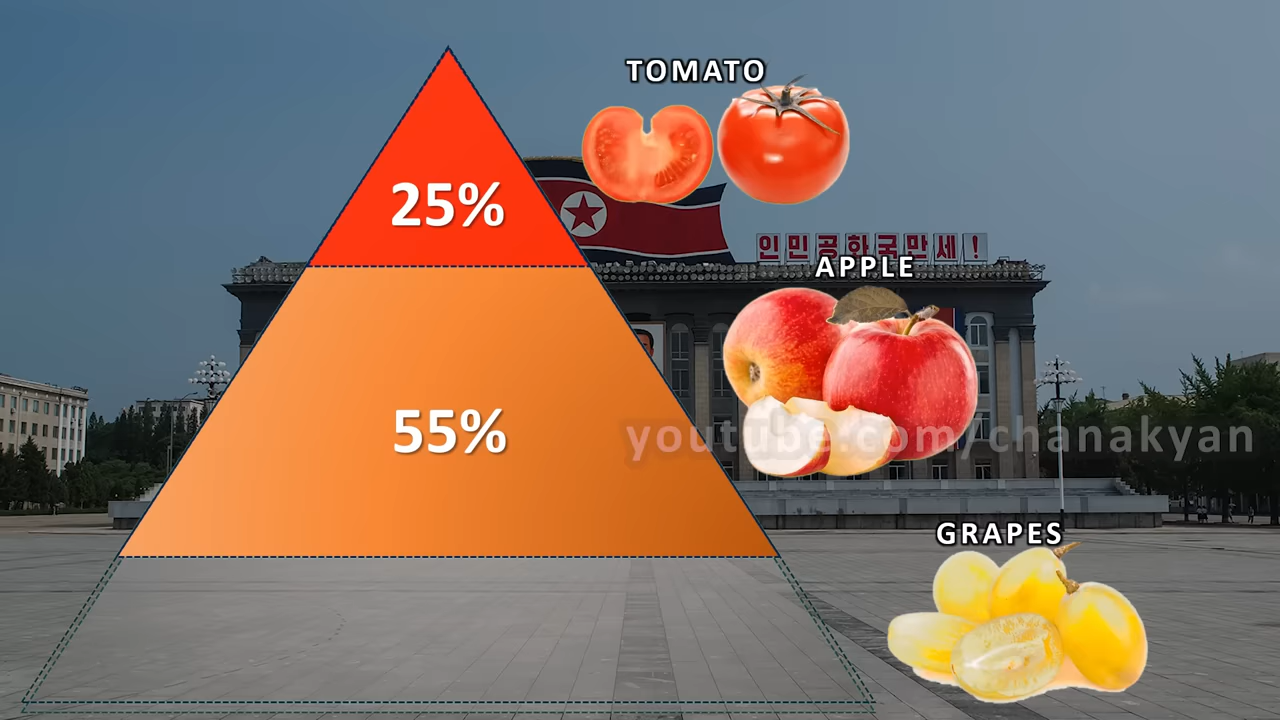 TOMATO
25%
인민공화국만세!
APPLE
55%
youtube.com/chanakyan
GRAPES